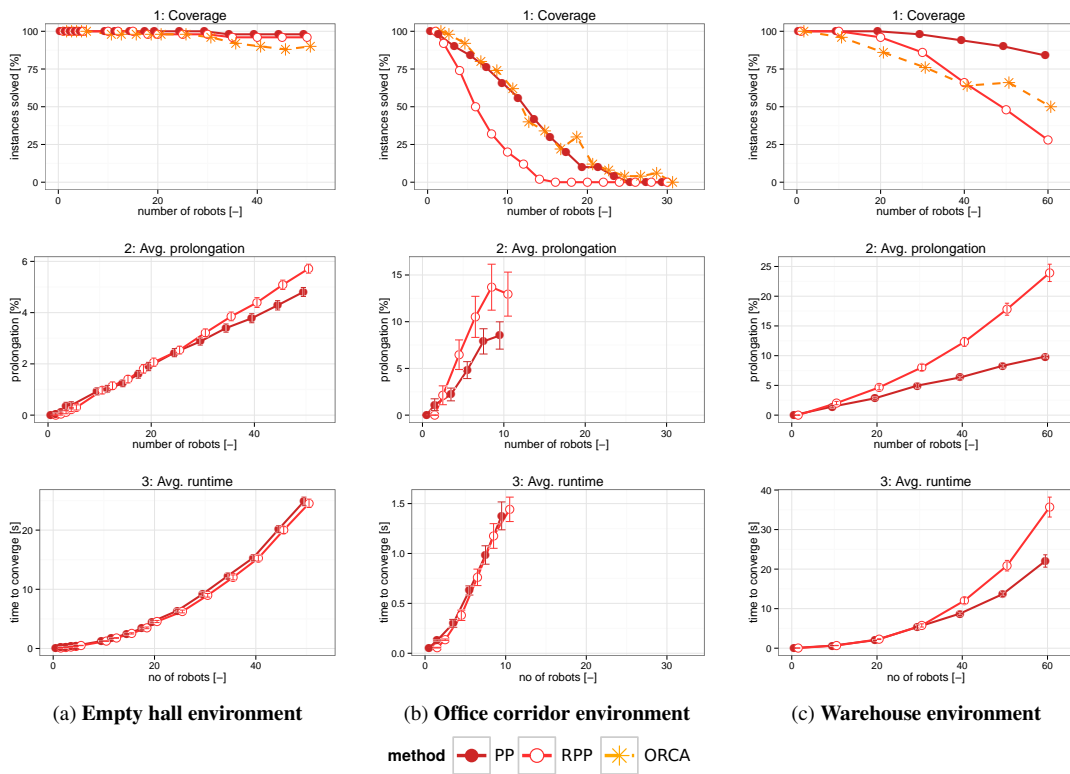 1: Coverage
instances solved [%]
100
75
50
25
0
0
20
40
number of robots [–]
1: Coverage
instances solved [%]
100
75
50
25
0
0
10
20
30
number of robots [–]
1: Coverage
instances solved [%]
100
75
50
25
0
0
20
40
60
number of robots [–]
2: Avg. prolongation
prolongation [%]
6
4
2
0
0
20
40
number of robots [–]
2: Avg. prolongation
prolongation [%]
15
10
5
0
0
10
20
30
number of robots [–]
2: Avg. prolongation
prolongation [%]
25
20
15
10
5
0
0
20
40
60
number of robots [–]
3: Avg. runtime
time to converge [s]
20
10
0
0
20
40
no of robots [–]
3: Avg. runtime
time to converge [s]
1.5
1.0
0.5
0.0
0
10
20
30
no of robots [–]
3: Avg. runtime
time to converge [s]
40
30
20
10
0
0
20
40
60
no of robots [–]
(a) Empty hall environment
(b) Office corridor environment
(c) Warehouse environment
method PP RPP ORCA